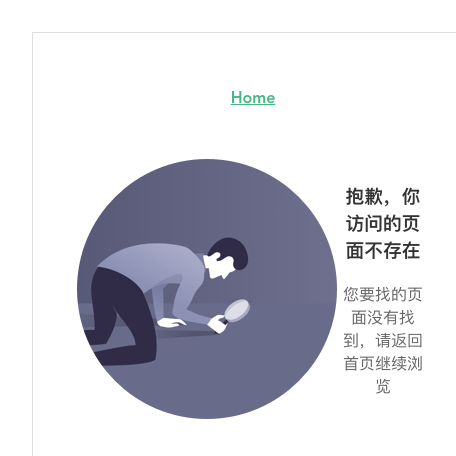 Home
抱歉，你
访问的页
面不存在
您要找的页
面没有找
到，请返回
首页继续浏
览